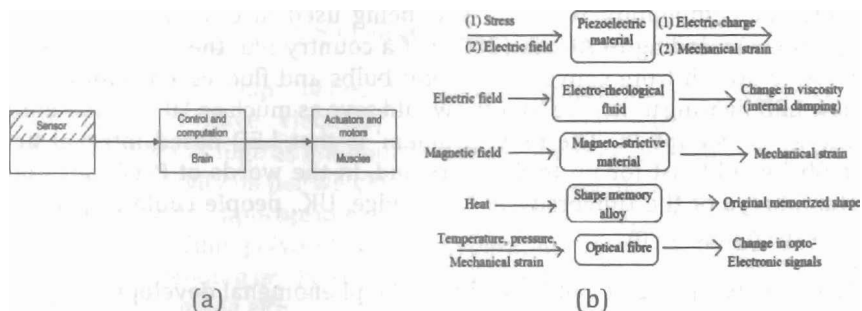 Sensor
Control and
computation
Brain
Actuators and
motors
Muscles
(a)
(1) Stress
(2) Electric field
Piezoelectric
material
(1) Electric charge
(2) Mechanical strain
Electric field
Electro-theological
fluid
Change in viscosity
(internal damping)
Magnetic field
Magneto-strictive
material
Mechanical strain
Heat
Shape memory
alloy
Original memorized shape
Temperature, pressure,
Mechanical strain
Optical fibre
Change in opto-
Electronic signals
(b)